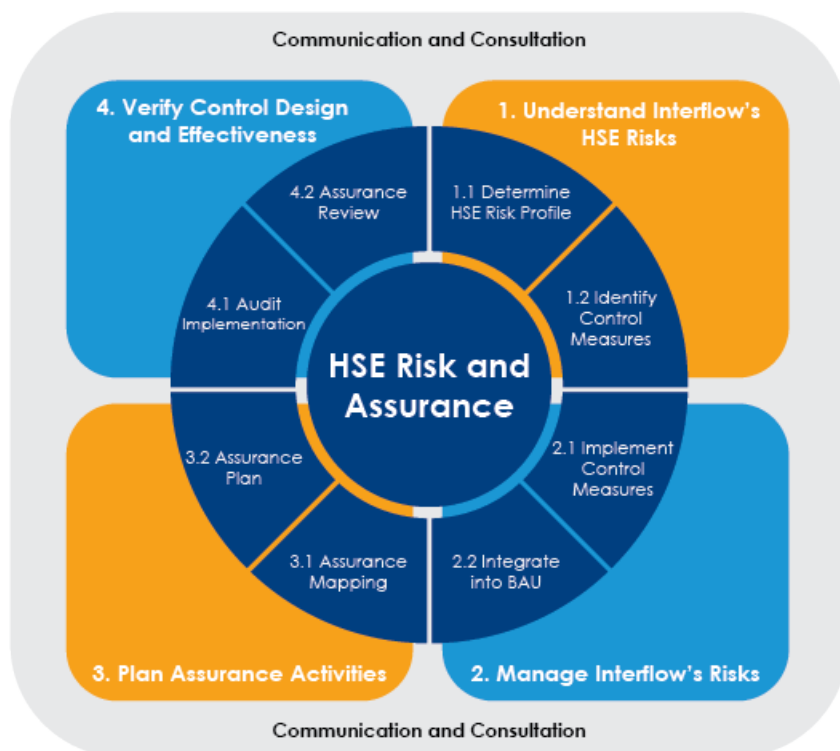 Communication and Consultation
4. Verify Control Design
and Effectiveness
1. Understand Interflow's
HSE Risks
4.2 Assurance
Review
1.1 Determine
HSE Risk Profile
4.1 Audit
Implementation
1.2 Identify
Control
Measures
HSE Risk and
Assurance
3.2 Assurance
Plan
2.1 Implement
Control
Measures
3.1 Assurance
Mapping
2.2 Integrate
into BAU
3. Plan Assurance Activities
2. Manage Interflow's Risks
Communication and Consultation